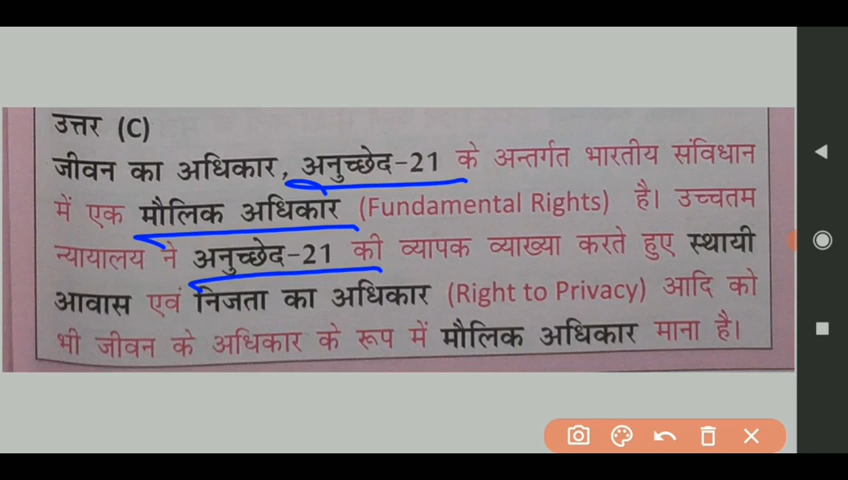 उत्तर (C)
जीवन का अधिकार, अनुच्छेद-21 के अन्तर्गत भारतीय संविधान
में एक मौलिक अधिकार (Fundamental Rights) है। उच्चतम
न्यायालय ने अनुच्छेद-21 की व्यापक व्याख्या करते हुए स्थायी
आवास एवं निजता का अधिकार (Right to Privacy) आदि को
भी जीवन के अधिकार के रूप में मौलिक अधिकार माना है।